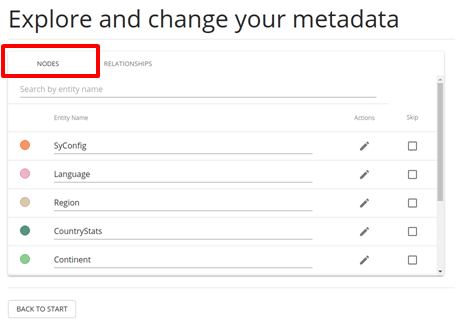 Explore and change your metadata
NODES RELATIONSHIPS
Search by entity name
Entity Name Actions Skip
SyConfig
Language
Region
CountryStats
Continent
BACK TO START